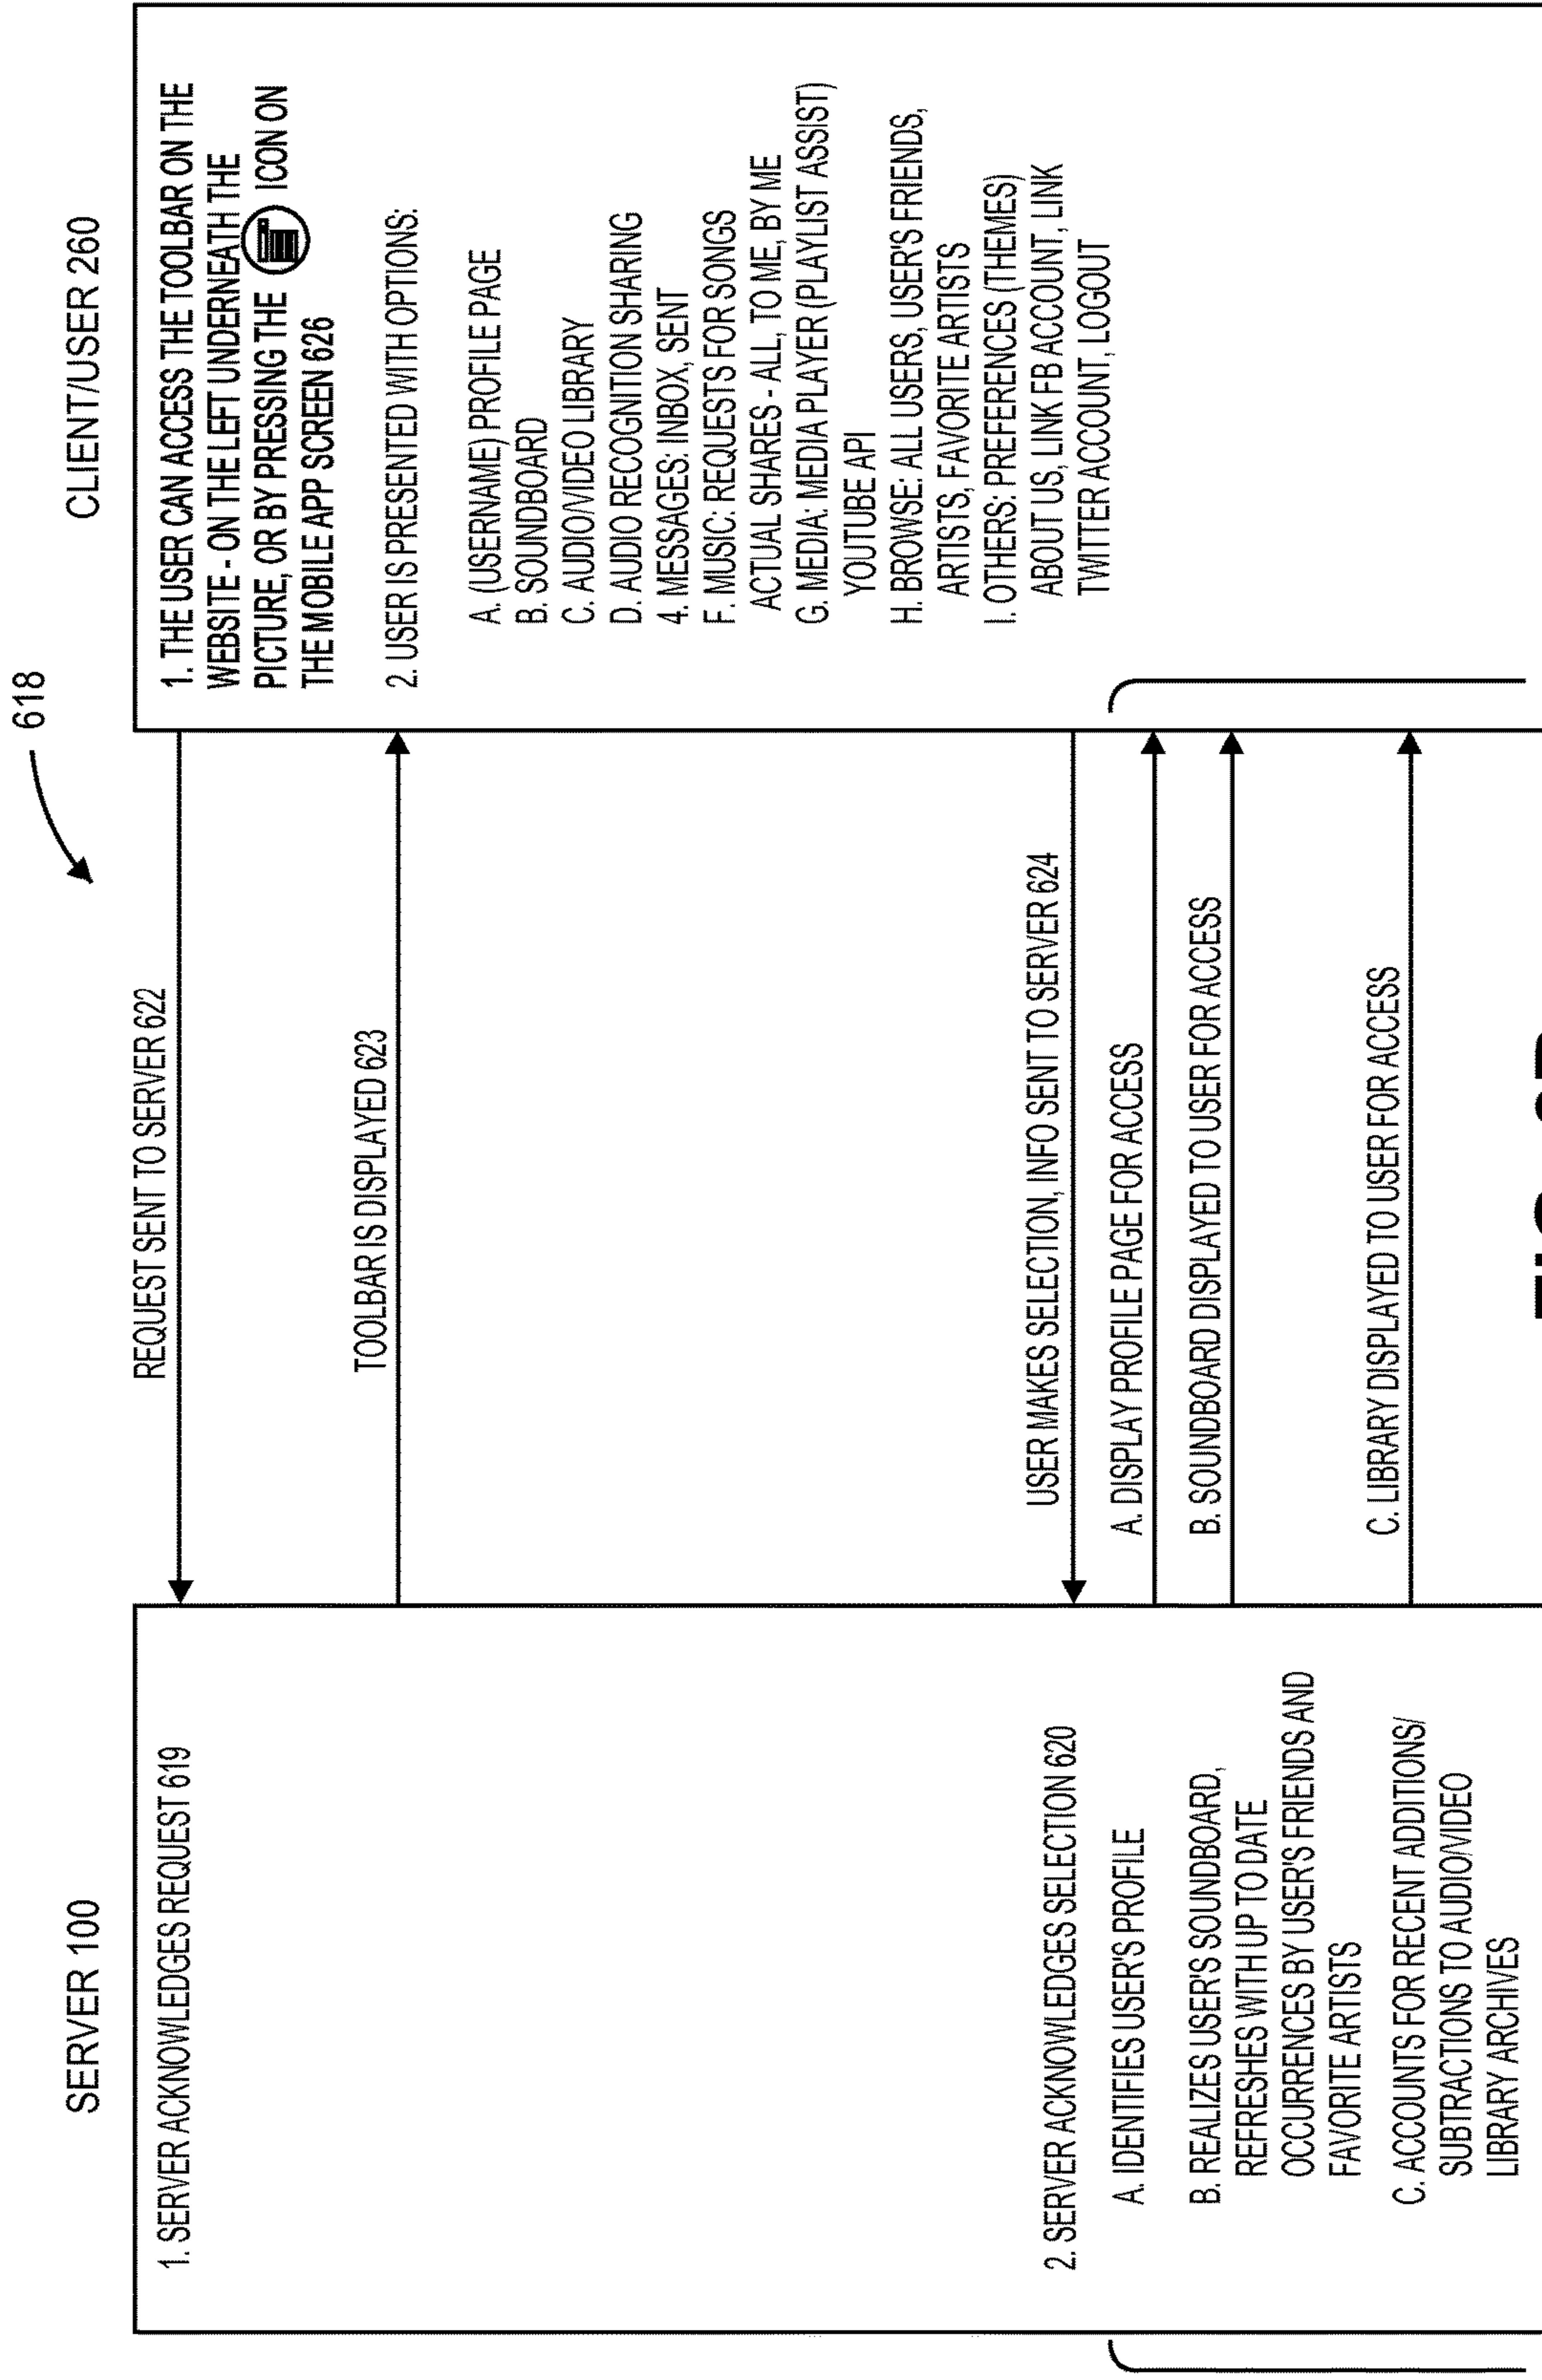 618
SERVER 100
CLIENT/USER 260
1. SERVER ACKNOWLEDGES REQUEST 619
2. SERVER ACKNOWLEDGES SELECTION 620
A. IDENTIFIES USER'S PROFILE
B. REALIZES USER'S SOUNDBOARD,
REFRESHES WITH UP TO DATE
OCCURRENCES BY USER'S FRIENDS AND
FAVORITE ARTISTS
C. ACCOUNTS FOR RECENT ADDITIONS/
SUBTRACTIONS TO AUDIO/VIDEO
LIBRARY ARCHIVES
REQUEST SENT TO SERVER 622
TOOLBAR IS DISPLAYED 623
USER MAKES SELECTION, INFO SENT TO SERVER 624
A. DISPLAY PROFILE PAGE FOR ACCESS
B. SOUNDBOARD DISPLAYED TO USER FOR ACCESS
C. LIBRARY DISPLAYED TO USER FOR ACCESS
1. THE USER CAN ACCESS THE TOOLBAR ON THE
WEBSITE - ON THE LEFT UNDERNEATH THE
PICTURE, OR BY PRESSING THE ICON ON
THE MOBILE APP SCREEN 626
2. USER IS PRESENTED WITH OPTIONS:
A. (USERNAME) PROFILE PAGE
B. SOUNDBOARD
C. AUDIO/VIDEO LIBRARY
D. AUDIO RECOGNITION SHARING
4. MESSAGES: INBOX, SENT
F. MUSIC: REQUESTS FOR SONGS
ACTUAL SHARES - ALL, TO ME, BY ME
G. MEDIA: MEDIA PLAYER (PLAYLIST ASSIST)
YOUTUBE API
H. BROWSE: ALL USERS, USER'S FRIENDS,
ARTISTS, FAVORITE ARTISTS
I. OTHERS: PREFERENCES (THEMES)
ABOUT US, LINK FB ACCOUNT, LINK
TWITTER ACCOUNT, LOGOUT